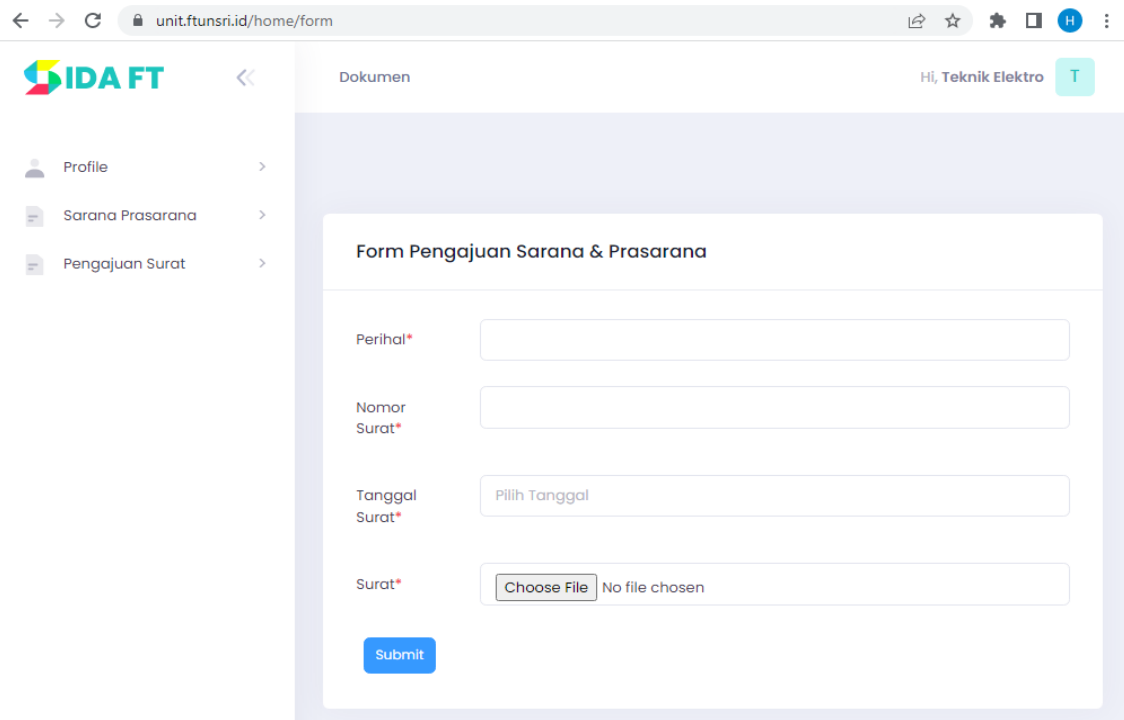 unit.ftunsri.id/home/form
H
IDA FT
Dokumen
Hi, Teknik Elektro
T
Profile
Sarana Prasarana
Pengajuan Surat
Form Pengajuan Sarana & Prasarana
Perihal*
Nomor
Surat*
Tanggal
Surat*
Pilih Tanggal
Surat*
Choose File No file chosen
Submit